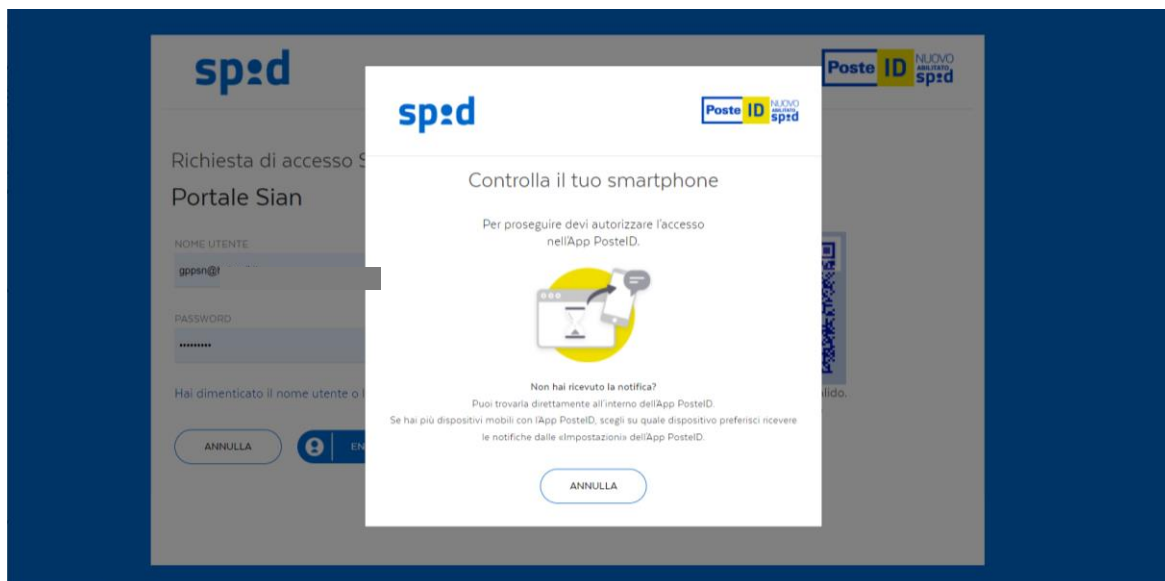 spid
Poste ID NUOVO
ABILITATO
spid
Richiesta di accesso
Portale Sian
NOME UTENTE
PASSWORD
•••••••••
Hai dimenticato il nome utente o
ANNULLA
spid
Poste ID NUOVO
spid
Controlla il tuo smartphone
Per proseguire devi autorizzare l'accesso
nell'App PosteID.
Non hai ricevuto la notifica?
Puoi trovarla direttamente all'interno dell'App PosteID.
Se hai più dispositivi mobili con l'App PosteID, scegli su quale dispositivo preferisci ricevere
le notifiche dalle «Impostazioni» dell'App PosteID.
ANNULLA